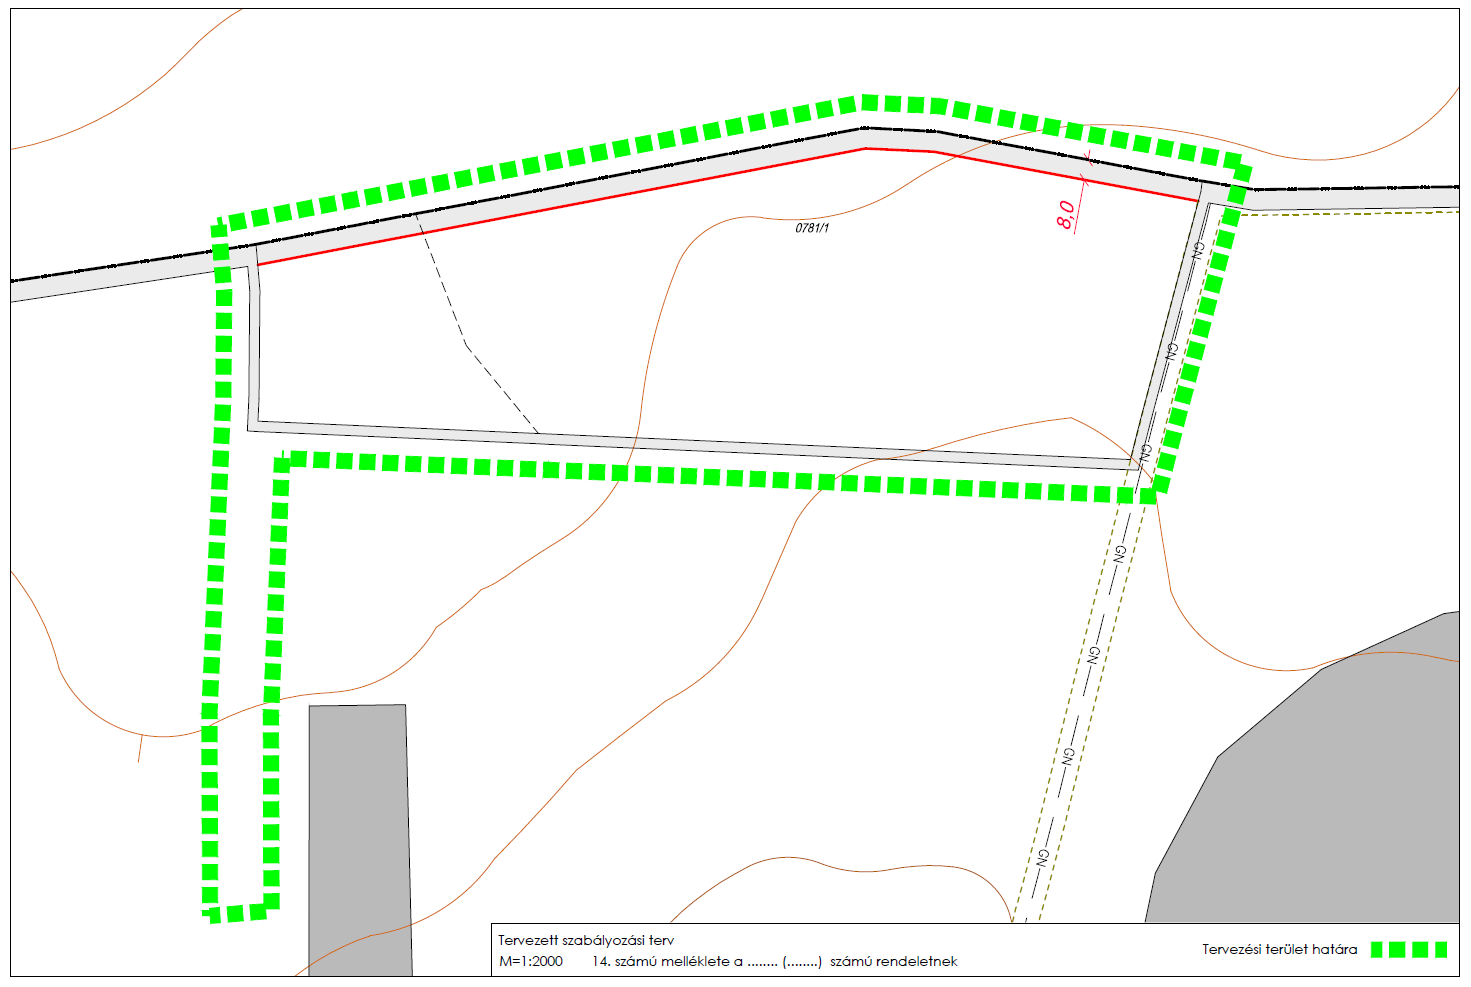 0781/1
8,0
GN
GN
GN
GN
GN
GN
GN
Tervezett szabályozási terv
M=1:2000 14. számú melléklete a ........ (........) számú rendeletnek
Tervezési terület határa